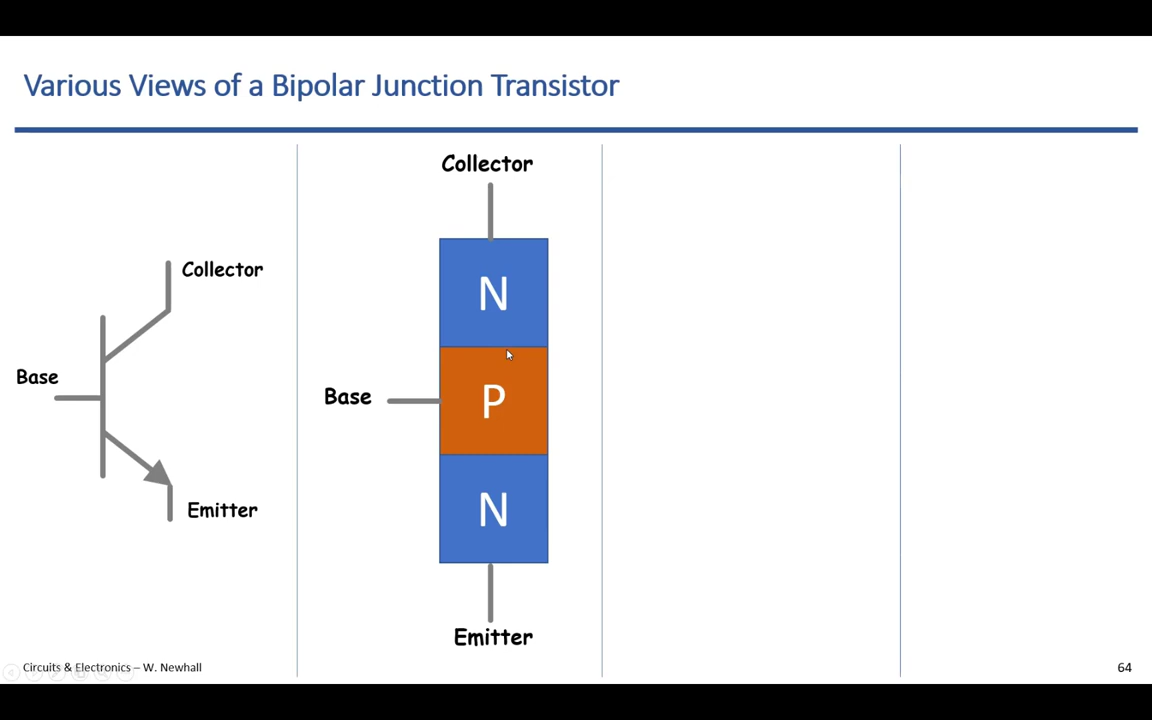 Various Views of a Bipolar Junction Transistor
Collector
Base
Emitter
Collector
N
Base
P
N
Emitter
Circuits & Electronics – W. Newhall
64